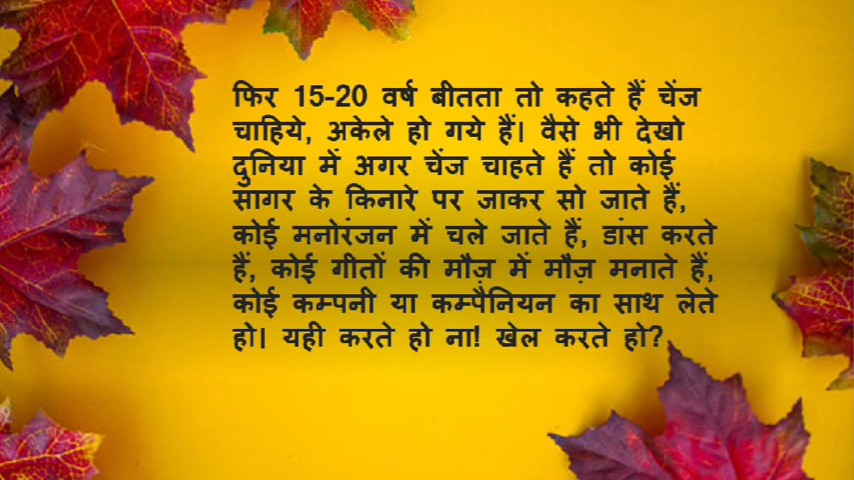 फिर 15-20 वर्ष बीतता तो कहते हैं चेंज
चाहिये, अकेले हो गये हैं। वैसे भी देखो
दुनिया में अगर चेंज चाहते हैं तो कोई
सागर के किनारे पर जाकर सो जाते हैं,
कोई मनोरंजन में चले जाते हैं, डांस करते
हैं, कोई गीतों की मौज़ में मौज़ मनाते हैं,
कोई कम्पनी या कम्पैनियन का साथ लेते
हो। यही करते हो ना! खेल करते हो?